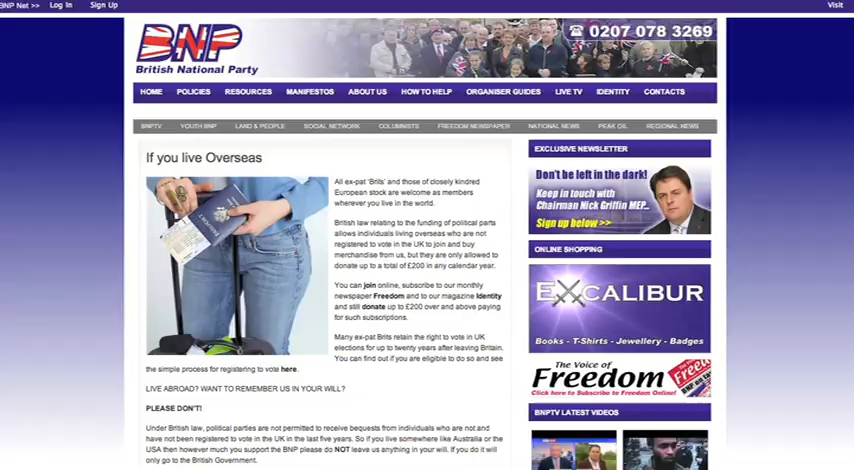 BNP Net >> Log In Sign Up Visit
BNP
British National Party
0207 078 3269
HOME POLICIES RESOURCES MANIFESTOS ABOUT US HOW TO HELP ORGANISER GUIDES LIVE TV IDENTITY CONTACTS
BNPTV YOUTH BNP LAND & PEOPLE SOCIAL NETWORK COLUMNISTS FREEDOM NEWSPAPER NATIONAL NEWS PEAK OIL REGIONAL NEWS
If you live Overseas
PASSPORT
All ex-pat 'Brits' and those of closely kindred
European stock are welcome as members
wherever you live in the world.
British law relating to the funding of political parts
allows individuals living overseas who are not
registered to vote in the UK to join and buy
merchandise from us, but they are only allowed to
donate up to a total of £200 in any calendar year.
You can join online, subscribe to our monthly
newspaper Freedom and to our magazine Identity
and still donate up to £200 over and above paying
for such subscriptions.
Many ex-pat Brits retain the right to vote in UK
elections for up to twenty years after leaving Britain.
You can find out if you are eligible to do so and see
the simple process for registering to vote here.
LIVE ABROAD? WANT TO REMEMBER US IN YOUR WILL?
PLEASE DON'T!
Under British law, political parties are not permitted to receive bequests from individuals who are not and
have not been registered to vote in the UK in the last five years. So if you live somewhere like Australia or the
USA then however much you support the BNP please do NOT leave us anything in your will. If you do it will
only go to the British Government.
EXCLUSIVE NEWSLETTER
Don't be left in the dark!
Keep in touch with
Chairman Nick Griffin MEP...
Sign up below >>
ONLINE SHOPPING
EXCALIBUR
Books - T-Shirts - Jewellery - Badges
The Voice of
Freedom
Click here to Subscribe to Freedom Online!
BNPTV LATEST VIDEOS